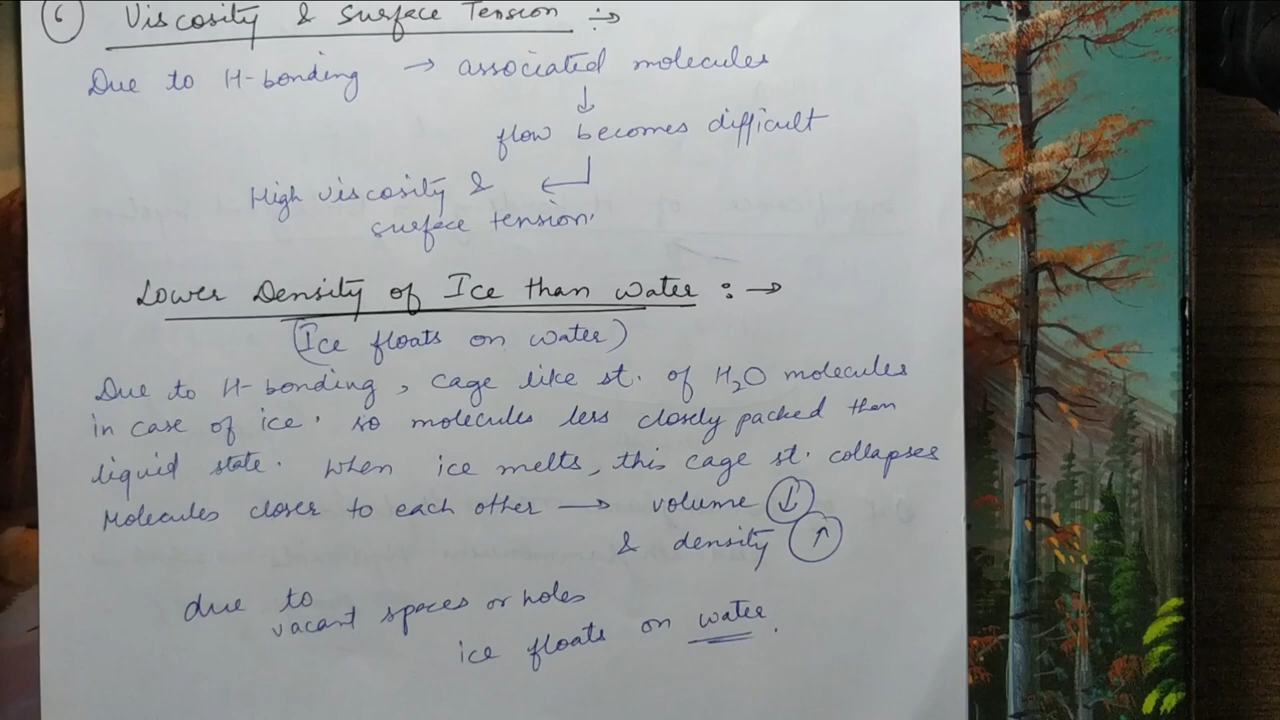 6 Viscosity & Surface Tension :→
Due to H-bonding → associated molecules
↓
flow becomes difficult
High viscosity & ←
surface tension.
Lower Density of Ice than water :→
(Ice floats on water)
Due to H-bonding, cage like st. of H₂O molecules
in case of ice. so molecules less closely packed than
liquid state. When ice melts, this cage st. collapses
Molecules closer to each other → volume ↓
& density ↑
due to
vacant spaces or holes
ice floats on water.